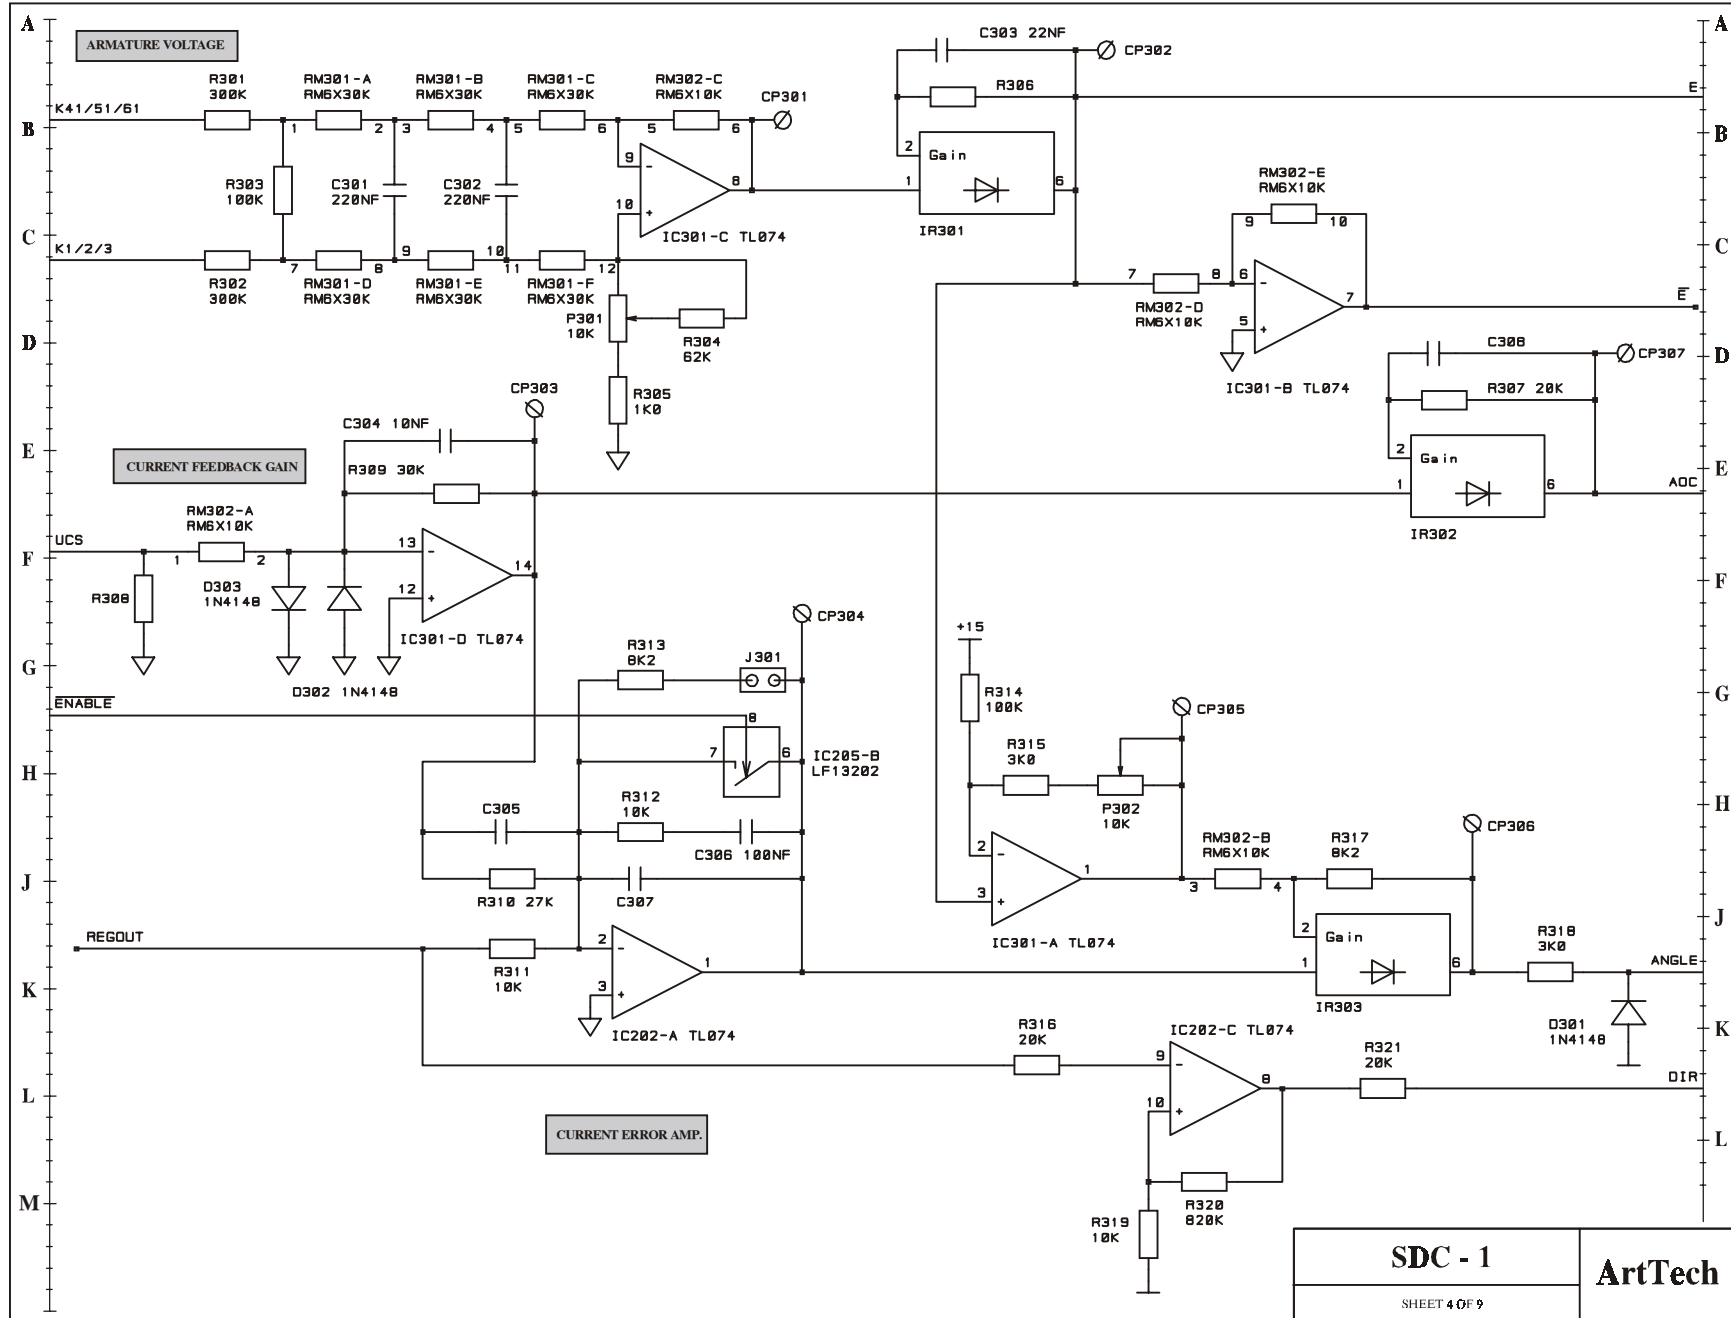 A
A
ARMATURE VOLTAGE
C303 22NF
CP302
R301
300K
RM301-A
RM6X30K
RM301-B
RM6X30K
RM301-C
RM6X30K
RM302-C
RM6X10K
CP301
R306
E
K41/51/61
B
1 2 3 4 5 6 5 6
B
2
Gain
1
6
IR301
9
-
8
10
+
IC301-C TL074
R303
100K
C301
220NF
C302
220NF
RM302-E
RM6X10K
9 10
C
K1/2/3
C
7 8 9 10 11 12
R302
300K
RM301-D
RM6X30K
RM301-E
RM6X30K
RM301-F
RM6X30K
P301
10K
R304
62K
7 8 6
-
7
5
+
RM302-D
RM6X10K
IC301-B TL074
E̅
D
D
R305
1K0
C308
CP307
R307 20K
CP303
C304 10NF
E
E
CURRENT FEEDBACK GAIN
R309 30K
2
Gain
1
6
IR302
AOC
RM302-A
RM6X10K
UCS
F
F
1 2
13
-
14
12
+
R308
D303
1N4148
IC301-D TL074
D302 1N4148
CP304
G
G
R313
8K2
J301
+15
R314
100K
CP305
E̅N̅A̅B̅L̅E̅
8
7 6
IC205-B
LF13202
H
H
R315
3K0
P302
10K
C305
R312
10K
C306 100NF
CP306
RM302-B
RM6X10K
R317
8K2
J
J
R310 27K
C307
2
-
1
3
+
IC301-A TL074
3 4
2
Gain
1
6
IR303
R318
3K0
ANGLE
REGOUT
R311
10K
2
-
1
3
+
IC202-A TL074
K
K
D301
1N4148
R316
20K
IC202-C TL074
9
-
8
10
+
R321
20K
DIR
L
L
CURRENT ERROR AMP.
M
R320
820K
R319
10K
SDC - 1
ArtTech
SHEET 4 OF 9